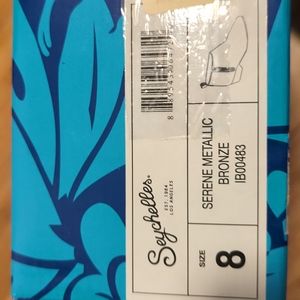 Seychelles®
EST. 1984
LOS ANGELES
SERENE METALLIC
BRONZE
IB00483
SIZE
8